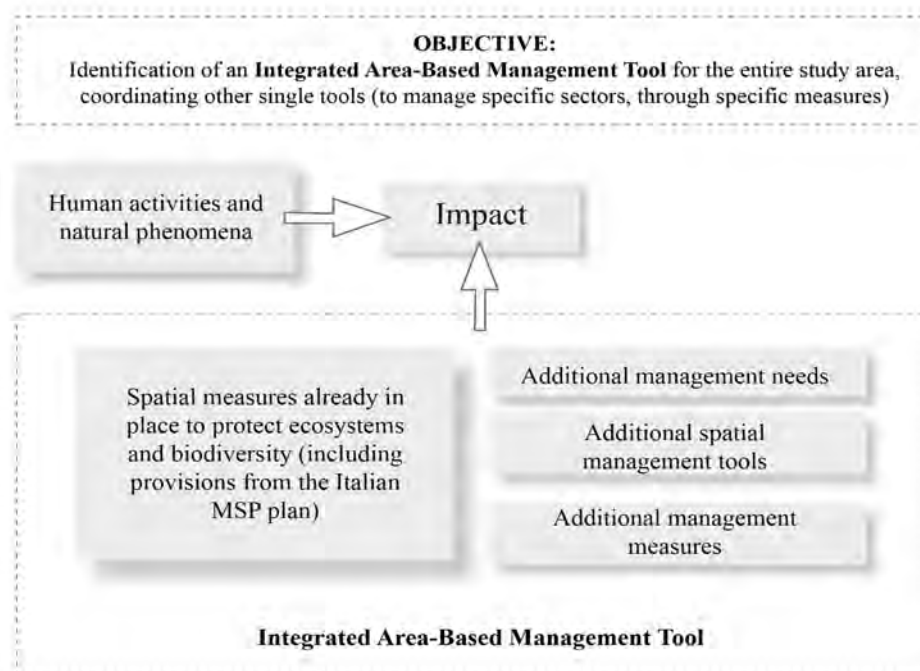 OBJECTIVE:
Identification of an Integrated Area-Based Management Tool for the entire study area,
coordinating other single tools (to manage specific sectors, through specific measures)
Human activities and
natural phenomena
Impact
Spatial measures already in
place to protect ecosystems
and biodiversity (including
provisions from the Italian
MSP plan)
Additional management needs
Additional spatial
management tools
Additional management
measures
Integrated Area-Based Management Tool